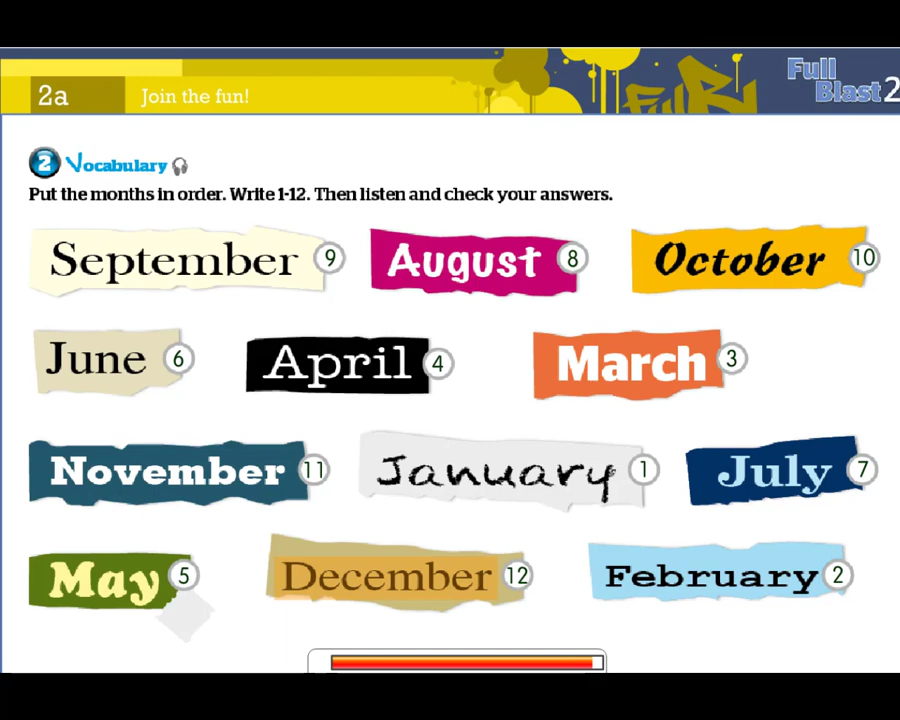 Full
Blast 2
2a Join the fun!
2 Vocabulary
Put the months in order. Write 1-12. Then listen and check your answers.
September 9 August 8 October 10
June 6 April 4 March 3
November 11 January 1 July 7
May 5 December 12 February 2